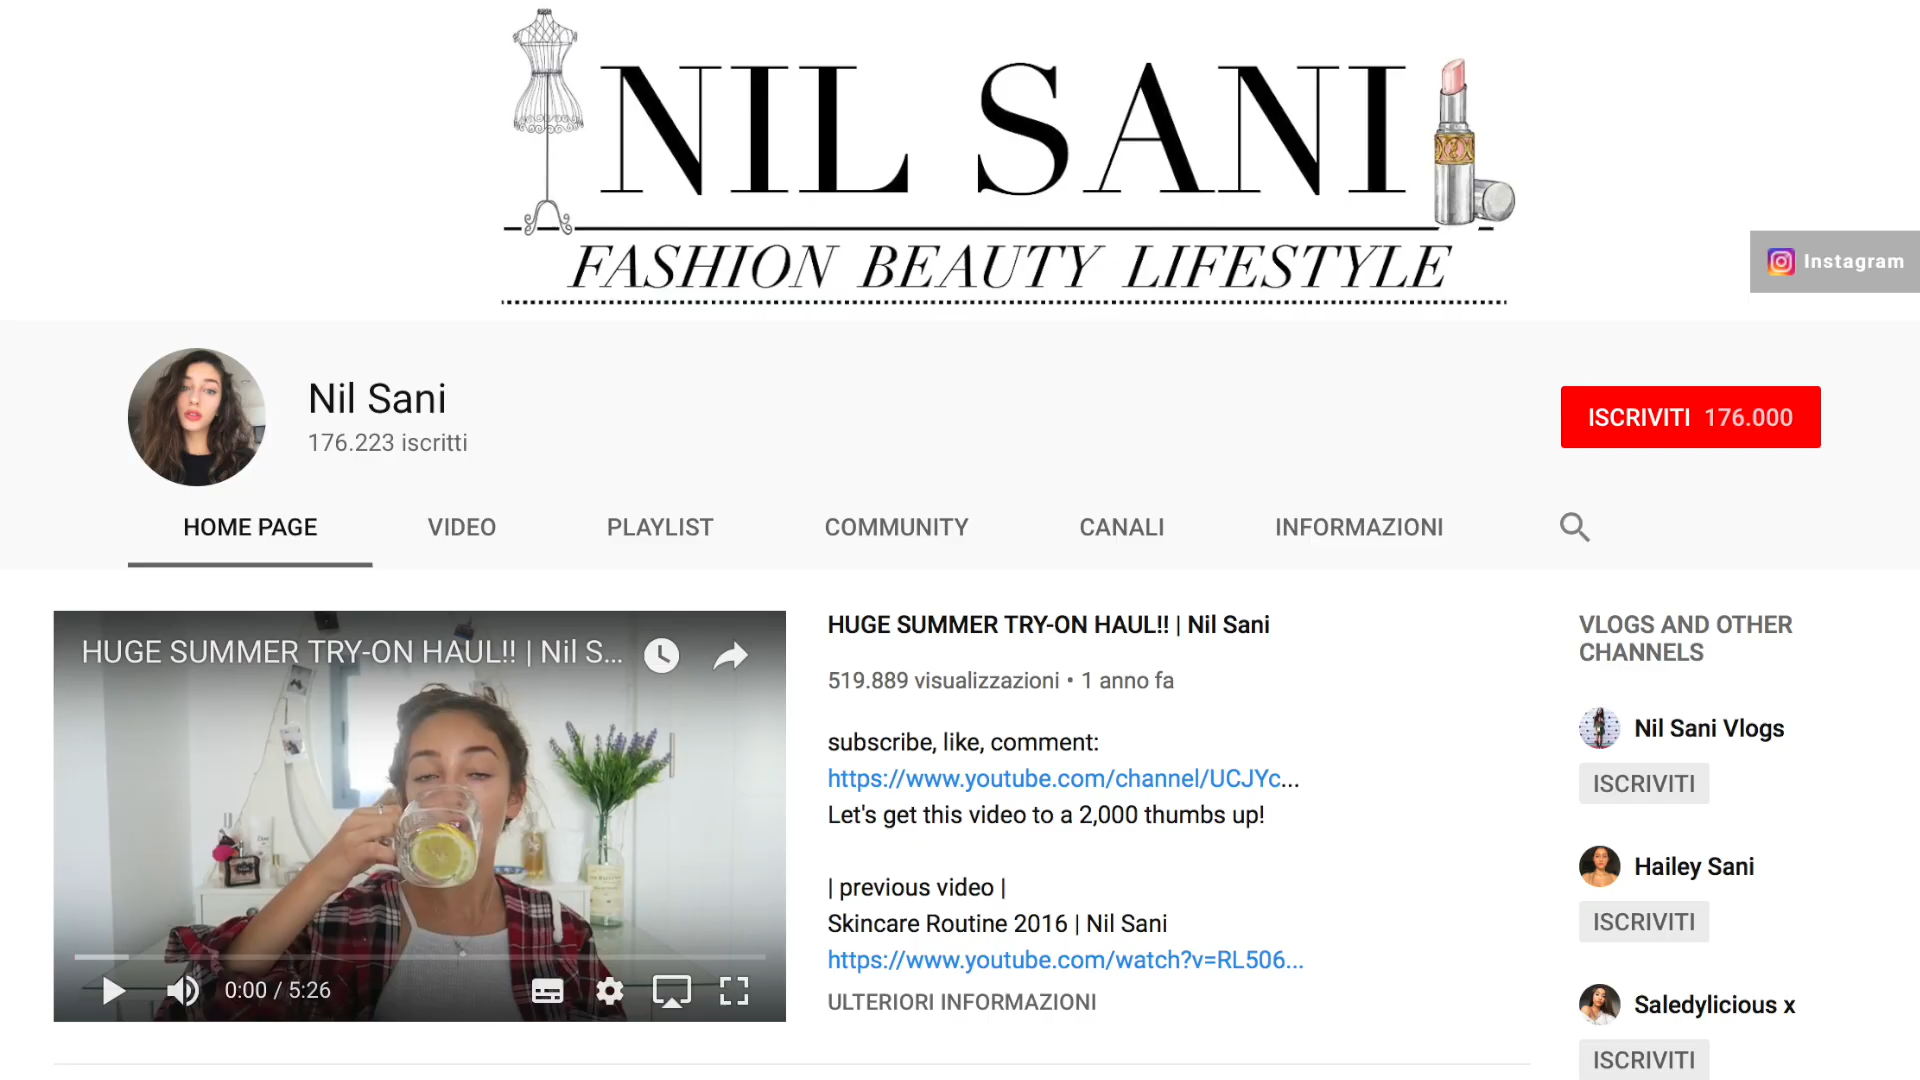 NIL SANI
FASHION BEAUTY LIFESTYLE
Instagram
Nil Sani
176.223 iscritti
ISCRIVITI 176.000
HOME PAGE
VIDEO
PLAYLIST
COMMUNITY
CANALI
INFORMAZIONI
HUGE SUMMER TRY-ON HAUL!! | Nil S...
0:00 / 5:26
HUGE SUMMER TRY-ON HAUL!! | Nil Sani
519.889 visualizzazioni • 1 anno fa
subscribe, like, comment:
https://www.youtube.com/channel/UCJYc...
Let's get this video to a 2,000 thumbs up!
| previous video |
Skincare Routine 2016 | Nil Sani
https://www.youtube.com/watch?v=RL506...
ULTERIORI INFORMAZIONI
VLOGS AND OTHER
CHANNELS
Nil Sani Vlogs
ISCRIVITI
Hailey Sani
ISCRIVITI
Saledylicious x
ISCRIVITI